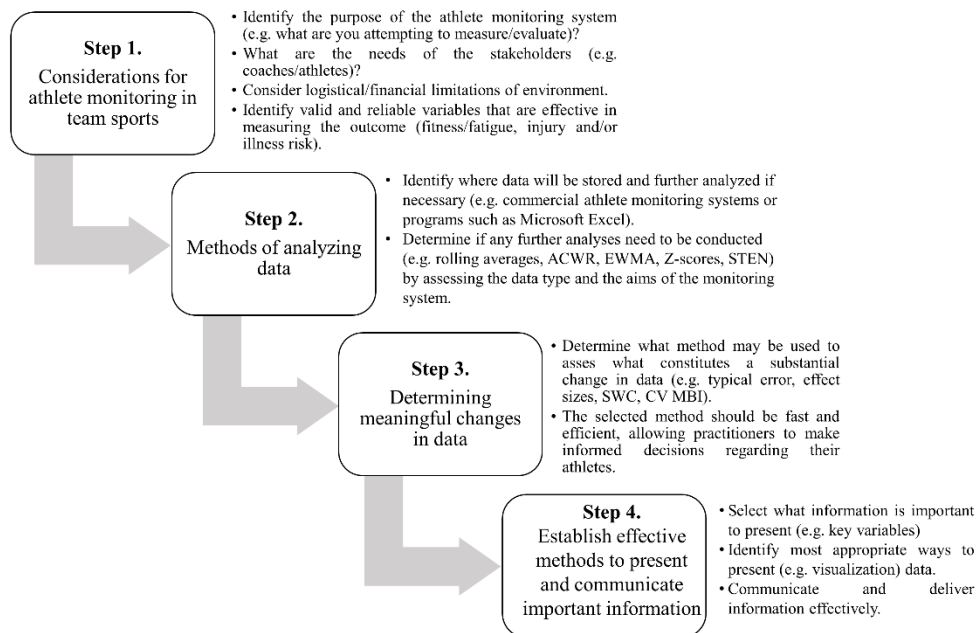 Step 1.
Considerations for
athlete monitoring in
team sports
• Identify the purpose of the athlete monitoring system
(e.g. what are you attempting to measure/evaluate)?
• What are the needs of the stakeholders (e.g.
coaches/athletes)?
• Consider logistical/financial limitations of environment.
• Identify valid and reliable variables that are effective in
measuring the outcome (fitness/fatigue, injury and/or
illness risk).
Step 2.
Methods of analyzing
data
• Identify where data will be stored and further analyzed if
necessary (e.g. commercial athlete monitoring systems or
programs such as Microsoft Excel).
• Determine if any further analyses need to be conducted
(e.g. rolling averages, ACWR, EWMA, Z-scores, STEN)
by assessing the data type and the aims of the monitoring
system.
Step 3.
Determining
meaningful changes
in data
• Determine what method may be used to
asses what constitutes a substantial
change in data (e.g. typical error, effect
sizes, SWC, CV MBI).
• The selected method should be fast and
efficient, allowing practitioners to make
informed decisions regarding their
athletes.
Step 4.
Establish effective
methods to present
and communicate
important information
• Select what information is important
to present (e.g. key variables)
• Identify most appropriate ways to
present (e.g. visualization) data.
• Communicate and deliver
information effectively.